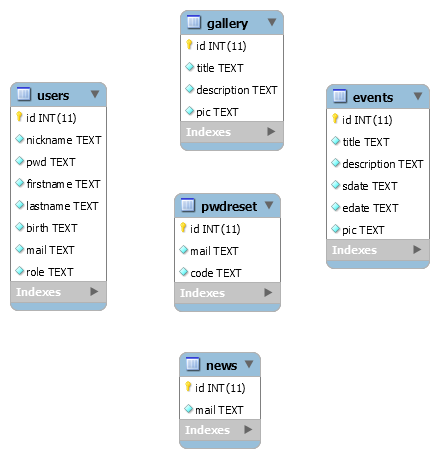 gallery
id INT(11)
title TEXT
description TEXT
pic TEXT
Indexes
users
id INT(11)
nickname TEXT
pwd TEXT
firstname TEXT
lastname TEXT
birth TEXT
mail TEXT
role TEXT
Indexes
events
id INT(11)
title TEXT
description TEXT
sdate TEXT
edate TEXT
pic TEXT
Indexes
pwdreset
id INT(11)
mail TEXT
code TEXT
Indexes
news
id INT(11)
mail TEXT
Indexes